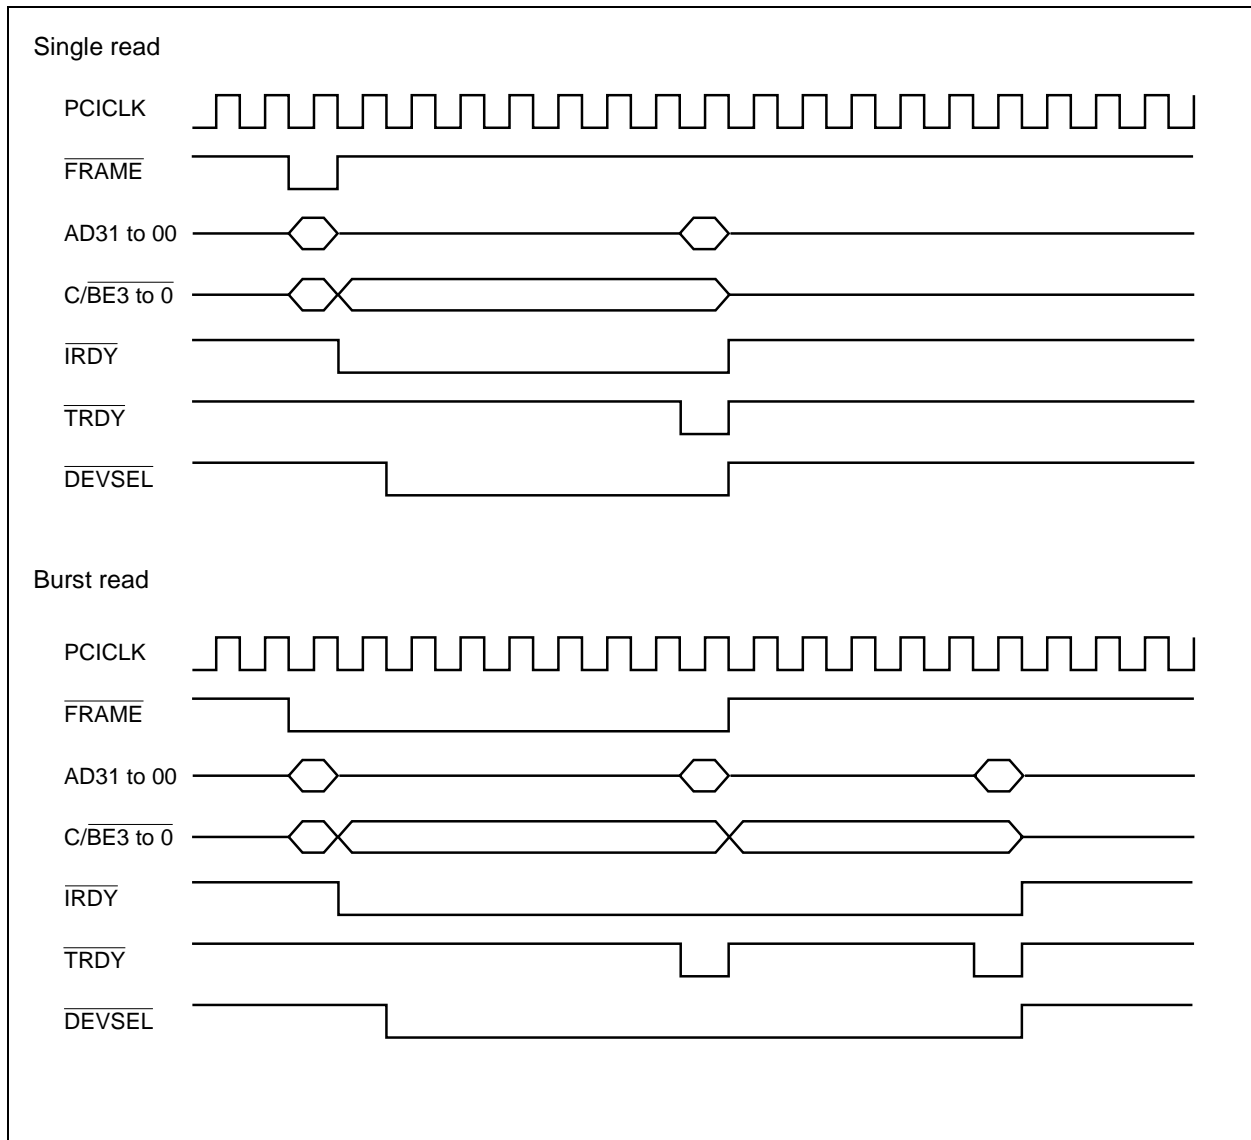 Single read
PCICLK
FRAME
AD31 to 00
C/BE3 to 0
IRDY
TRDY
DEVSEL
Burst read
PCICLK
FRAME
AD31 to 00
C/BE3 to 0
IRDY
TRDY
DEVSEL